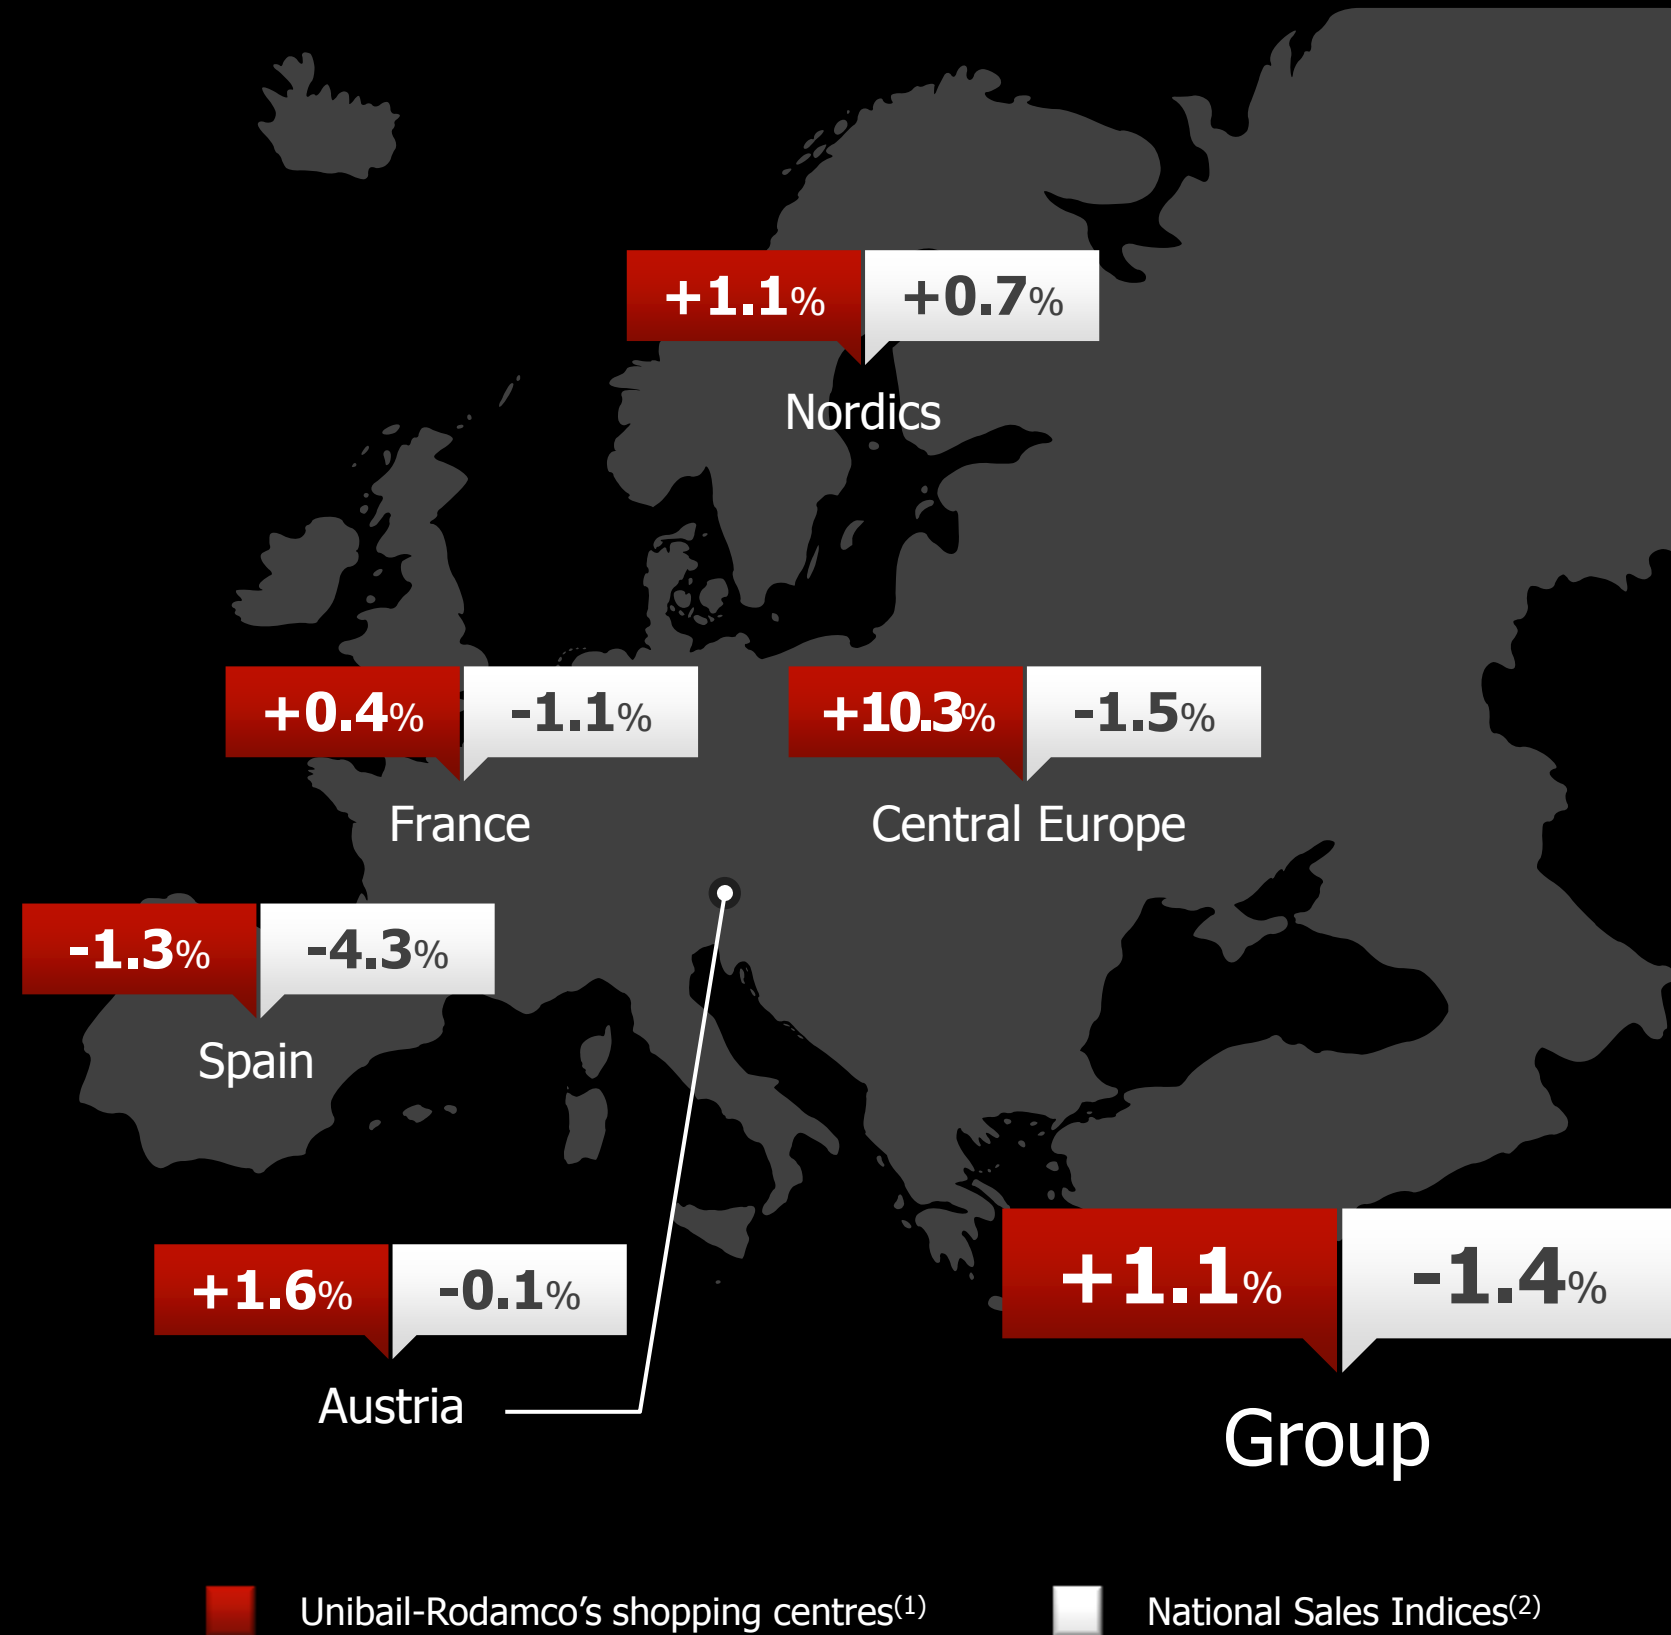 +1.1% +0.7%
Nordics
+0.4% -1.1%
France
+10.3% -1.5%
Central Europe
-1.3% -4.3%
Spain
+1.6% -0.1%
Austria
+1.1% -1.4%
Group
Unibail-Rodamco’s shopping centres(1)
National Sales Indices(2)